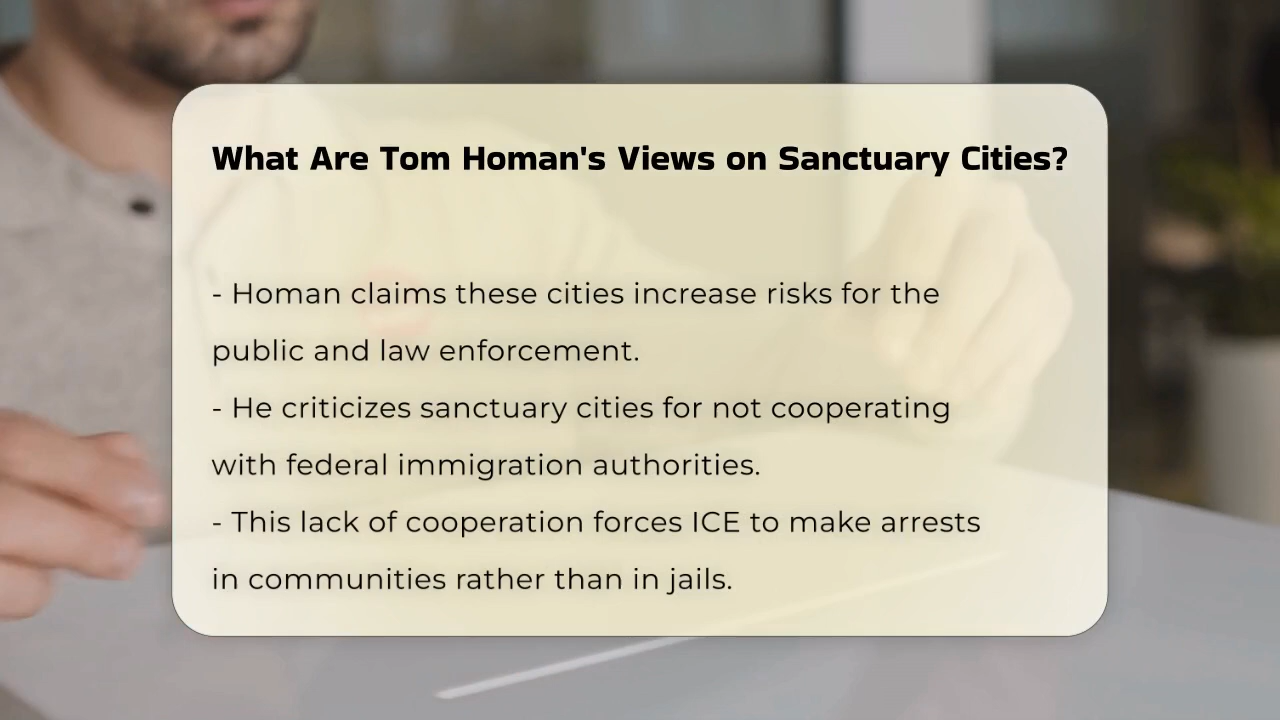 What Are Tom Homan's Views on Sanctuary Cities?
- Homan claims these cities increase risks for the
public and law enforcement.
- He criticizes sanctuary cities for not cooperating
with federal immigration authorities.
- This lack of cooperation forces ICE to make arrests
in communities rather than in jails.